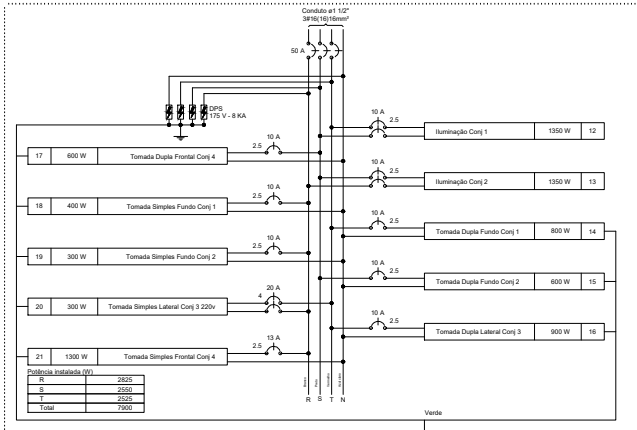 Conduto ø1 1/2"
3#16(16)16mm²
50 A
DPS
175 V - 8 KA
10 A
2.5
Iluminação Conj 1 1350 W 12
10 A
2.5
17 600 W Tomada Dupla Frontal Conj 4
10 A
2.5
Iluminação Conj 2 1350 W 13
10 A
2.5
18 400 W Tomada Simples Fundo Conj 1
10 A
2.5
Tomada Dupla Fundo Conj 1 800 W 14
10 A
2.5
19 300 W Tomada Simples Fundo Conj 2
10 A
2.5
Tomada Dupla Fundo Conj 2 600 W 15
20 A
4
20 300 W Tomada Simples Lateral Conj 3 220v
10 A
2.5
Tomada Dupla Lateral Conj 3 900 W 16
13 A
2.5
21 1300 W Tomada Simples Frontal Conj 4
Potência instalada (W)
R 2825
S 2550
T 2525
Total 7900
R S T N
Verde